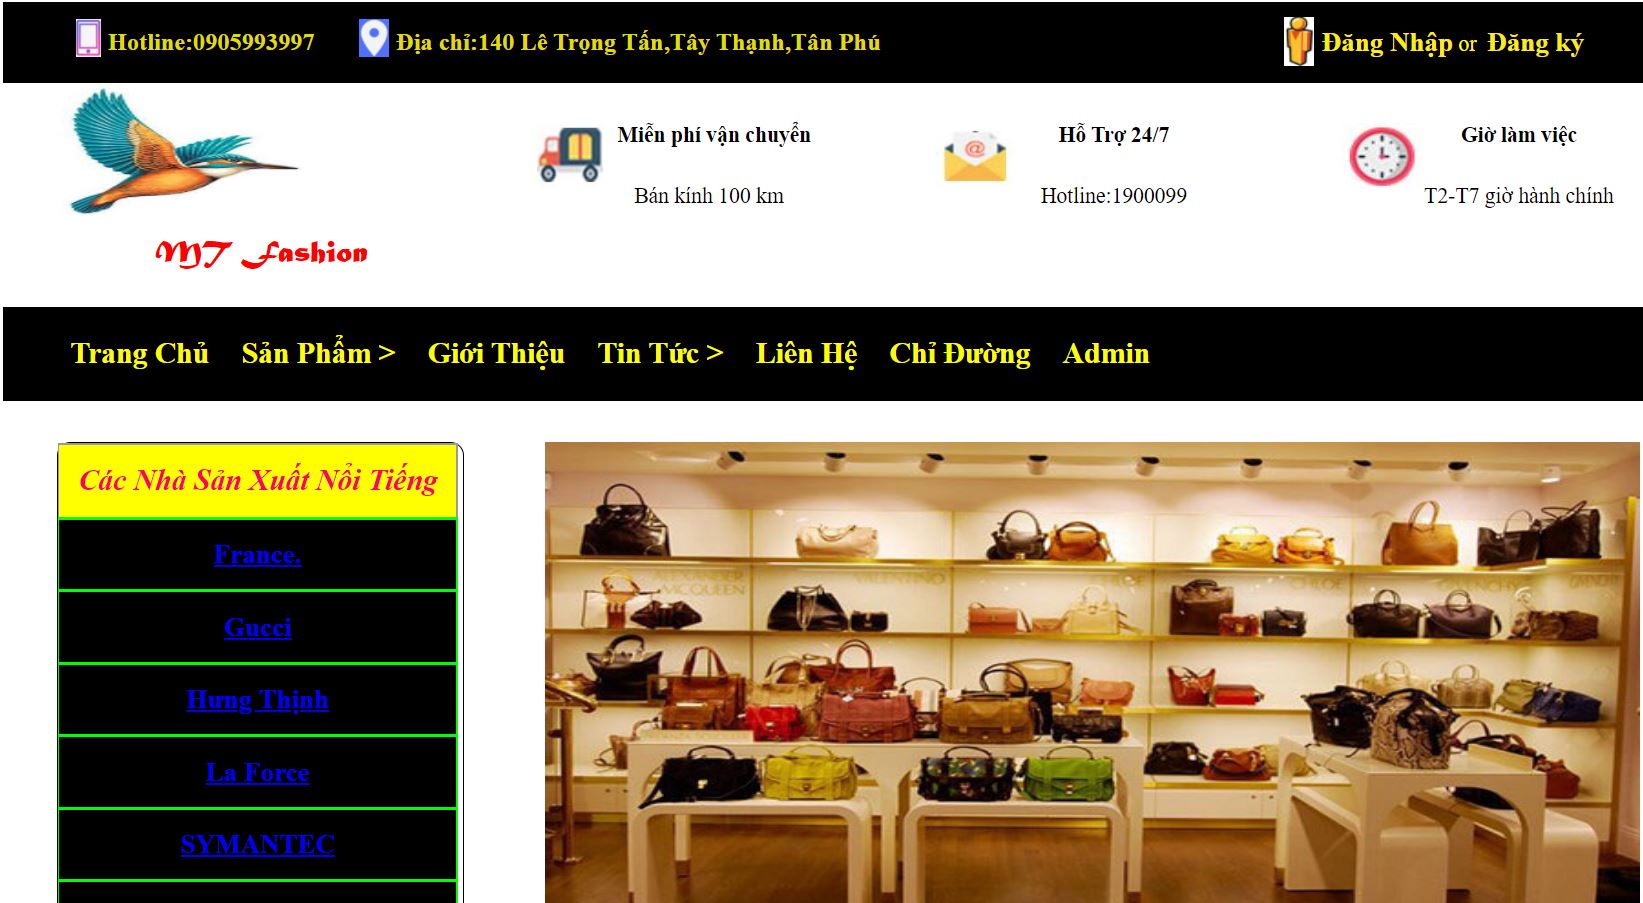 Hotline:0905993997
Địa chỉ:140 Lê Trọng Tấn,Tây Thạnh,Tân Phú
Đăng Nhập or Đăng ký
MT Fashion
Miễn phí vận chuyển
Bán kính 100 km
Hỗ Trợ 24/7
Hotline:1900099
Giờ làm việc
T2-T7 giờ hành chính
Trang Chủ Sản Phẩm > Giới Thiệu Tin Tức > Liên Hệ Chỉ Đường Admin
Các Nhà Sản Xuất Nổi Tiếng
France.
Gucci
Hưng Thịnh
La Force
SYMANTEC
ALEXANDER
MCQUEEN
VALENTINO
CHLOE
CHLOE
GIVENCHY